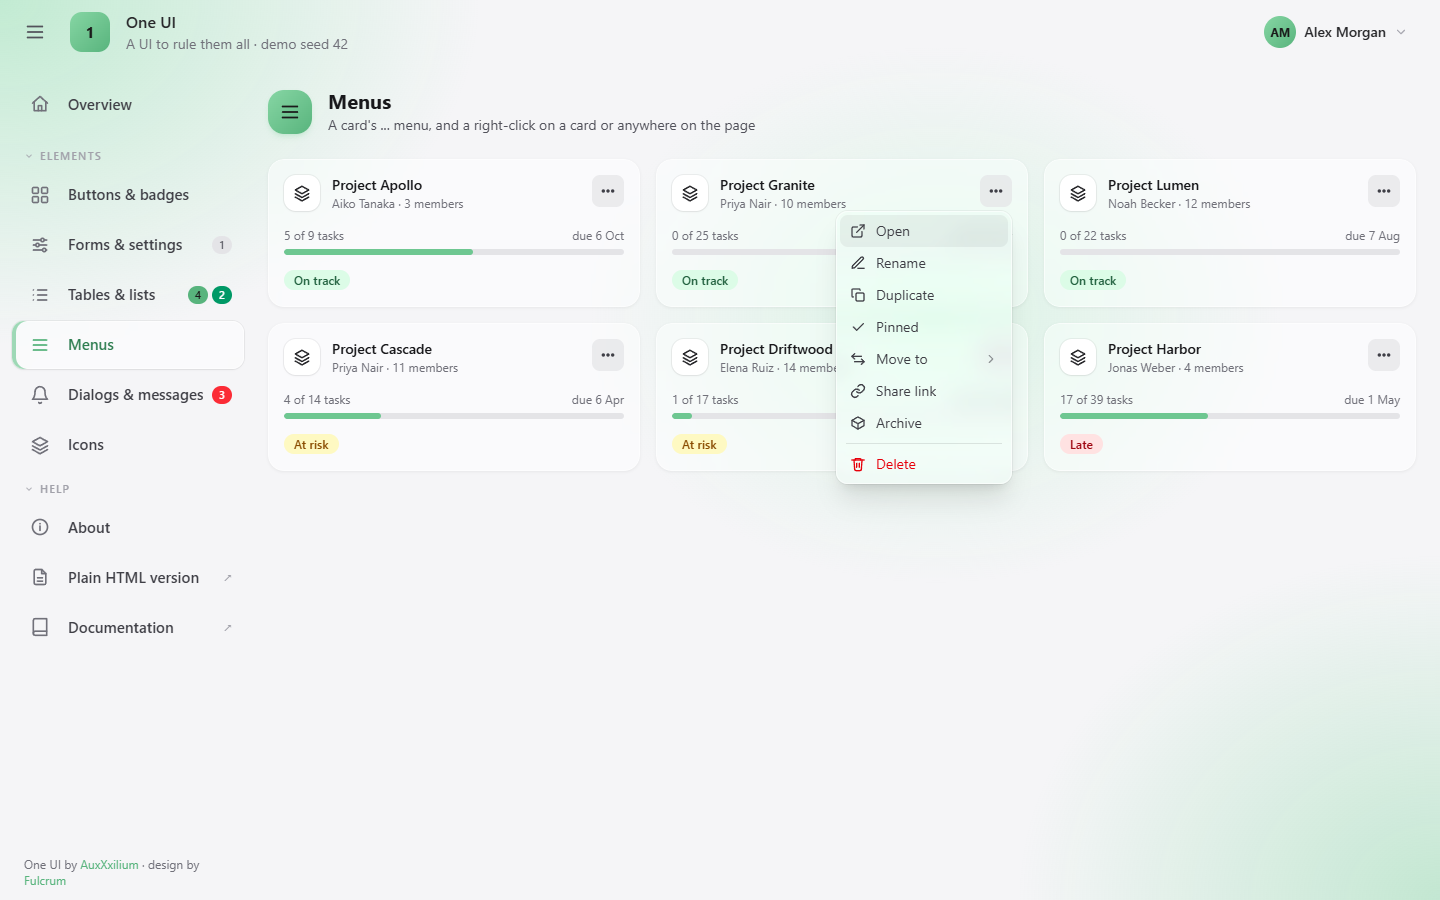 1
One UI
A UI to rule them all · demo seed 42
AM
Alex Morgan
Overview
ELEMENTS
Buttons & badges
Forms & settings 1
Tables & lists 4 2
Menus
Dialogs & messages 3
Icons
HELP
About
Plain HTML version
Documentation
One UI by AuxXxilium · design by
Fulcrum
Menus
A card's ... menu, and a right-click on a card or anywhere on the page
Project Apollo
Aiko Tanaka · 3 members
5 of 9 tasks due 6 Oct
On track
Project Granite
Priya Nair · 10 members
0 of 25 tasks
On track
Project Lumen
Noah Becker · 12 members
0 of 22 tasks due 7 Aug
On track
Project Cascade
Priya Nair · 11 members
4 of 14 tasks due 6 Apr
At risk
Project Driftwood
Elena Ruiz · 14 membe
1 of 17 tasks
At risk
Project Harbor
Jonas Weber · 4 members
17 of 39 tasks due 1 May
Late
Open
Rename
Duplicate
Pinned
Move to
Share link
Archive
Delete